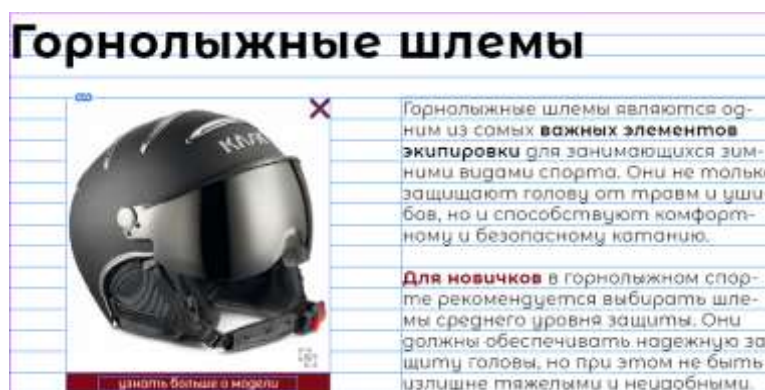 Горнолыжные шлемы
Горнолыжные шлемы являются од-
ним из самых важных элементов
экипировки для занимающихся зим-
ними видами спорта. Они не только
защищают голову от травм и уши-
бов, но и способствуют комфорт-
ному и безопасному катанию.
Для новичков в горнолыжном спор-
те рекомендуется выбирать шле-
мы среднего уровня защиты. Они
должны обеспечивать надежную за
щиту головы, но при этом не быть
излишне тяжелыми и неудобными.
узнать больше о модели